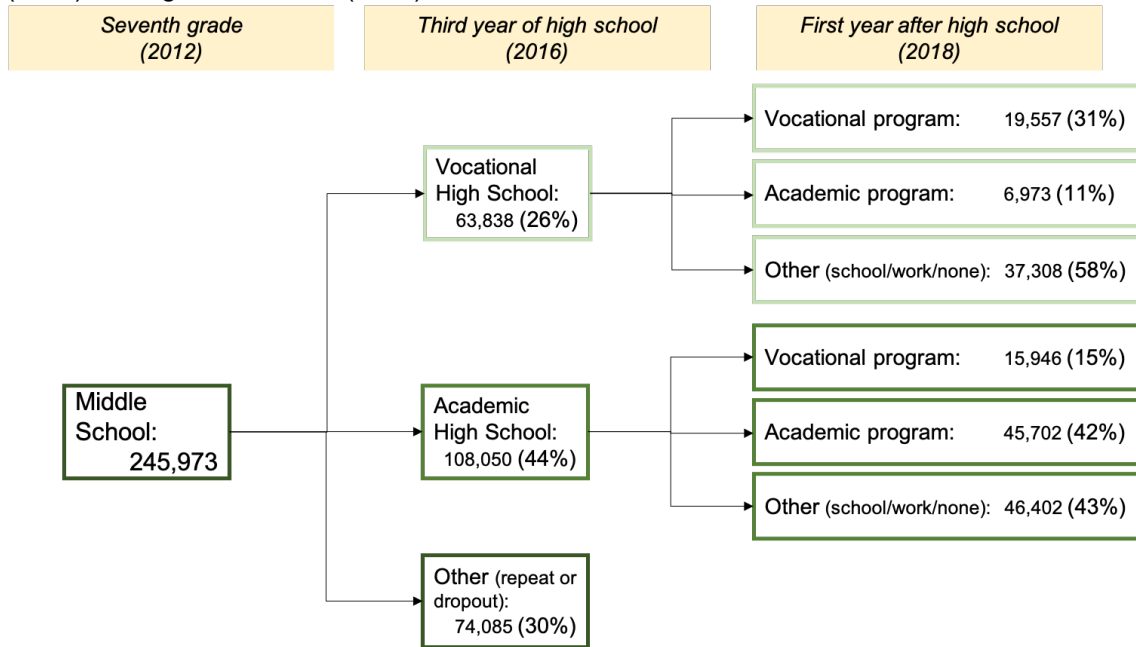 Seventh grade
(2012)
Third year of high school
(2016)
First year after high school
(2018)
Vocational program: 19,557 (31%)
Vocational
High School:
63,838 (26%)
Academic program: 6,973 (11%)
Other (school/work/none): 37,308 (58%)
Vocational program: 15,946 (15%)
Middle
School:
245,973
Academic
High School:
108,050 (44%)
Academic program: 45,702 (42%)
Other (school/work/none): 46,402 (43%)
Other (repeat or
dropout):
74,085 (30%)